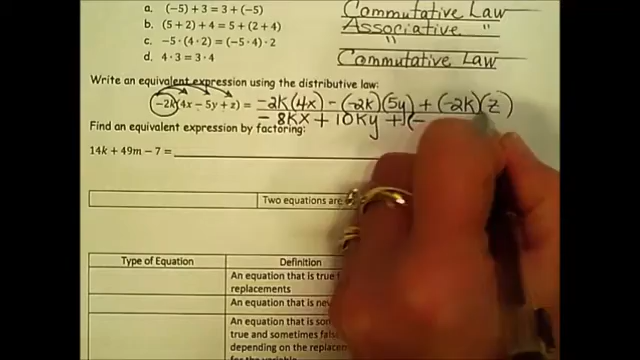 a. (−5) + 3 = 3 + (−5)
Commutative Law
b. (5 + 2) + 4 = 5 + (2 + 4)
Associative "
c. −5 · (4 · 2) = (−5 · 4) · 2
"
d. 4 · 3 = 3 · 4
Commutative Law
Write an equivalent expression using the distributive law:
−2k(4x − 5y + z) = −2k(4x) − (−2k)(5y) + (−2k)(z)
− 8kx + 10ky + (−
Find an equivalent expression by factoring:
14k + 49m − 7 =
Two equations are
Type of Equation Definition
An equation that is true
replacements
An equation that is
An equation that is
true and sometimes false
depending on the
for the variable